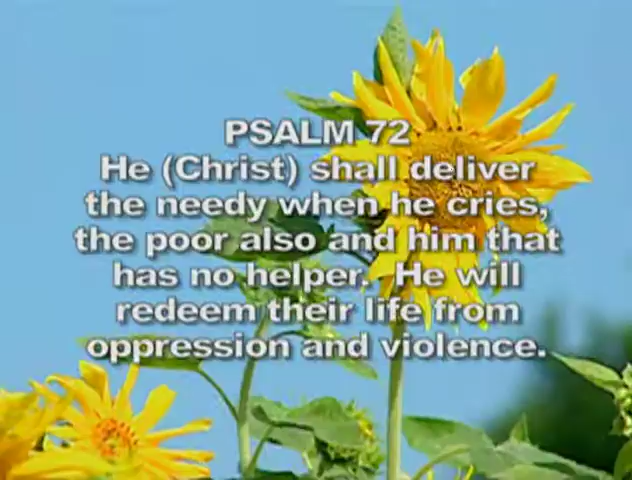 PSALM 72
He (Christ) shall deliver
the needy when he cries,
the poor also and him that
has no helper. He will
redeem their life from
oppression and violence.